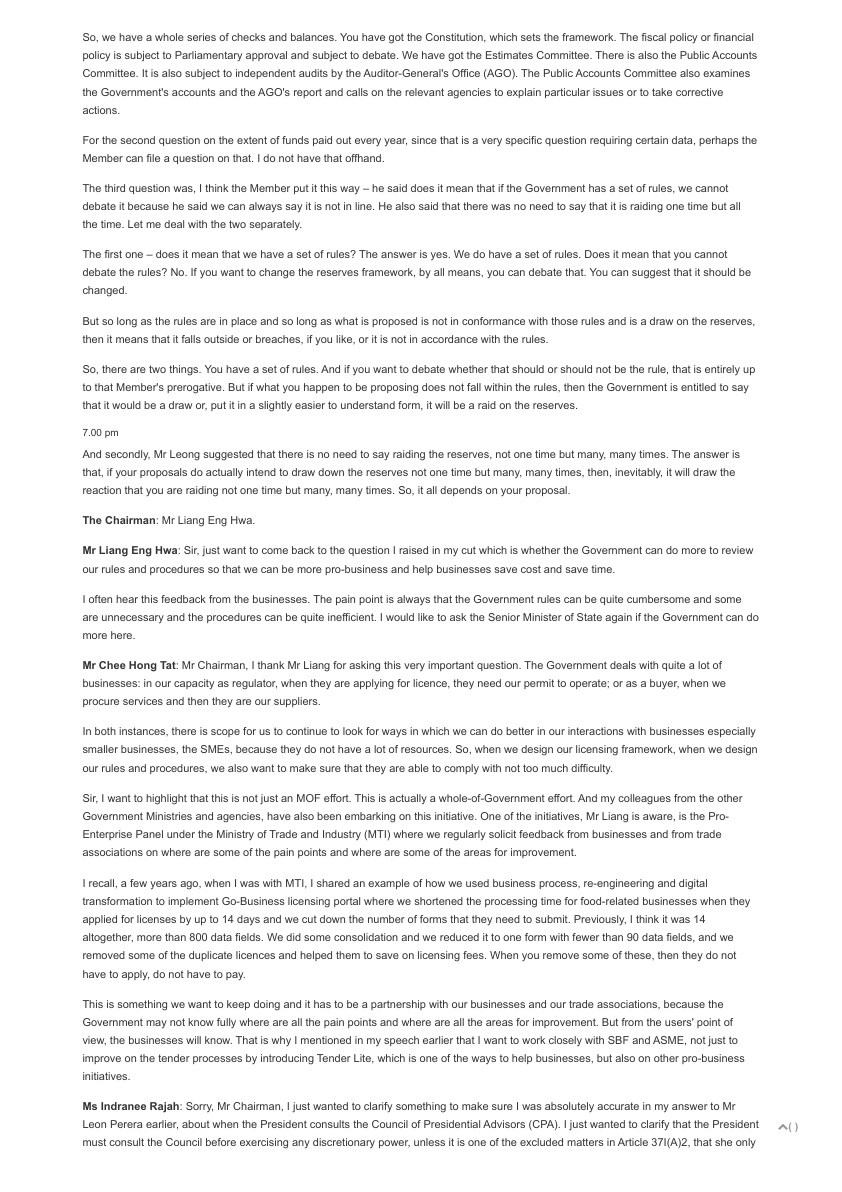 So, we have a whole series of checks and balances. You have got the Constitution, which sets the framework. The fiscal policy or financial
policy is subject to Parliamentary approval and subject to debate. We have got the Estimates Committee. There is also the Public Accounts
Committee. It is also subject to independent audits by the Auditor-General's Office (AGO). The Public Accounts Committee also examines
the Government's accounts and the AGO's report and calls on the relevant agencies to explain particular issues or to take corrective
actions.
For the second question on the extent of funds paid out every year, since that is a very specific question requiring certain data, perhaps the
Member can file a question on that. I do not have that offhand.
The third question was, I think the Member put it this way – he said does it mean that if the Government has a set of rules, we cannot
debate it because he said we can always say it is not in line. He also said that there was no need to say that it is raiding one time but all
the time. Let me deal with the two separately.
The first one – does it mean that we have a set of rules? The answer is yes. We do have a set of rules. Does it mean that you cannot
debate the rules? No. If you want to change the reserves framework, by all means, you can debate that. You can suggest that it should be
changed.
But so long as the rules are in place and so long as what is proposed is not in conformance with those rules and is a draw on the reserves,
then it means that it falls outside or breaches, if you like, or it is not in accordance with the rules.
So, there are two things. You have a set of rules. And if you want to debate whether that should or should not be the rule, that is entirely up
to that Member's prerogative. But if what you happen to be proposing does not fall within the rules, then the Government is entitled to say
that it would be a draw or, put it in a slightly easier to understand form, it will be a raid on the reserves.
7.00 pm
And secondly, Mr Leong suggested that there is no need to say raiding the reserves, not one time but many, many times. The answer is
that, if your proposals do actually intend to draw down the reserves not one time but many, many times, then, inevitably, it will draw the
reaction that you are raiding not one time but many, many times. So, it all depends on your proposal.
The Chairman: Mr Liang Eng Hwa.
Mr Liang Eng Hwa: Sir, just want to come back to the question I raised in my cut which is whether the Government can do more to review
our rules and procedures so that we can be more pro-business and help businesses save cost and save time.
I often hear this feedback from the businesses. The pain point is always that the Government rules can be quite cumbersome and some
are unnecessary and the procedures can be quite inefficient. I would like to ask the Senior Minister of State again if the Government can do
more here.
Mr Chee Hong Tat: Mr Chairman, I thank Mr Liang for asking this very important question. The Government deals with quite a lot of
businesses: in our capacity as regulator, when they are applying for licence, they need our permit to operate; or as a buyer, when we
procure services and then they are our suppliers.
In both instances, there is scope for us to continue to look for ways in which we can do better in our interactions with businesses especially
smaller businesses, the SMEs, because they do not have a lot of resources. So, when we design our licensing framework, when we design
our rules and procedures, we also want to make sure that they are able to comply with not too much difficulty.
Sir, I want to highlight that this is not just an MOF effort. This is actually a whole-of-Government effort. And my colleagues from the other
Government Ministries and agencies, have also been embarking on this initiative. One of the initiatives, Mr Liang is aware, is the Pro-
Enterprise Panel under the Ministry of Trade and Industry (MTI) where we regularly solicit feedback from businesses and from trade
associations on where are some of the pain points and where are some of the areas for improvement.
I recall, a few years ago, when I was with MTI, I shared an example of how we used business process, re-engineering and digital
transformation to implement Go-Business licensing portal where we shortened the processing time for food-related businesses when they
applied for licenses by up to 14 days and we cut down the number of forms that they need to submit. Previously, I think it was 14
altogether, more than 800 data fields. We did some consolidation and we reduced it to one form with fewer than 90 data fields, and we
removed some of the duplicate licences and helped them to save on licensing fees. When you remove some of these, then they do not
have to apply, do not have to pay.
This is something we want to keep doing and it has to be a partnership with our businesses and our trade associations, because the
Government may not know fully where are all the pain points and where are all the areas for improvement. But from the users' point of
view, the businesses will know. That is why I mentioned in my speech earlier that I want to work closely with SBF and ASME, not just to
improve on the tender processes by introducing Tender Lite, which is one of the ways to help businesses, but also on other pro-business
initiatives.
Ms Indranee Rajah: Sorry, Mr Chairman, I just wanted to clarify something to make sure I was absolutely accurate in my answer to Mr
Leon Perera earlier, about when the President consults the Council of Presidential Advisors (CPA). I just wanted to clarify that the President
must consult the Council before exercising any discretionary power, unless it is one of the excluded matters in Article 37I(A)2, that she only
( )